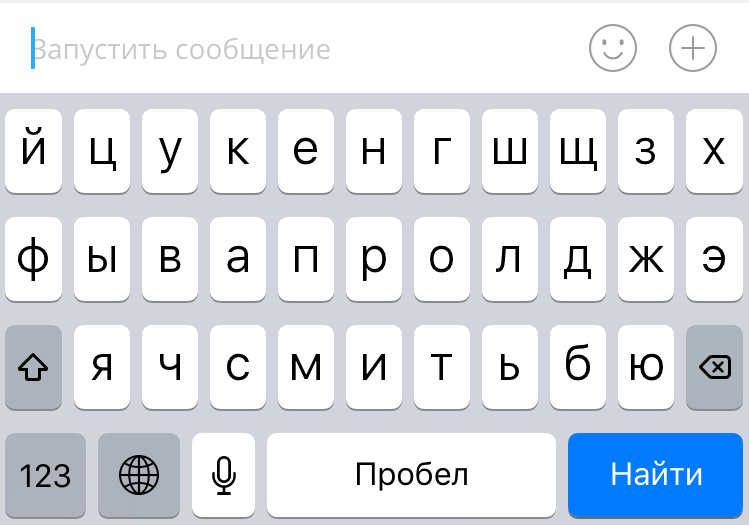 Запустить сообщение
й ц у к е н г ш щ з х
ф ы в а п р о л д ж э
я ч с м и т ь б ю
123 Пробел Найти